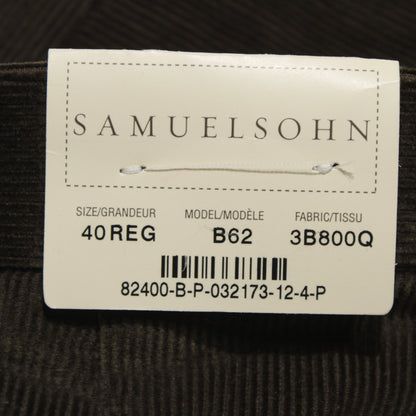 SAMUELSOHN
SIZE/GRANDEUR MODEL/MODÈLE FABRIC/TISSU
40 REG B62 3B800Q
82400-B-P-032173-12-4-P